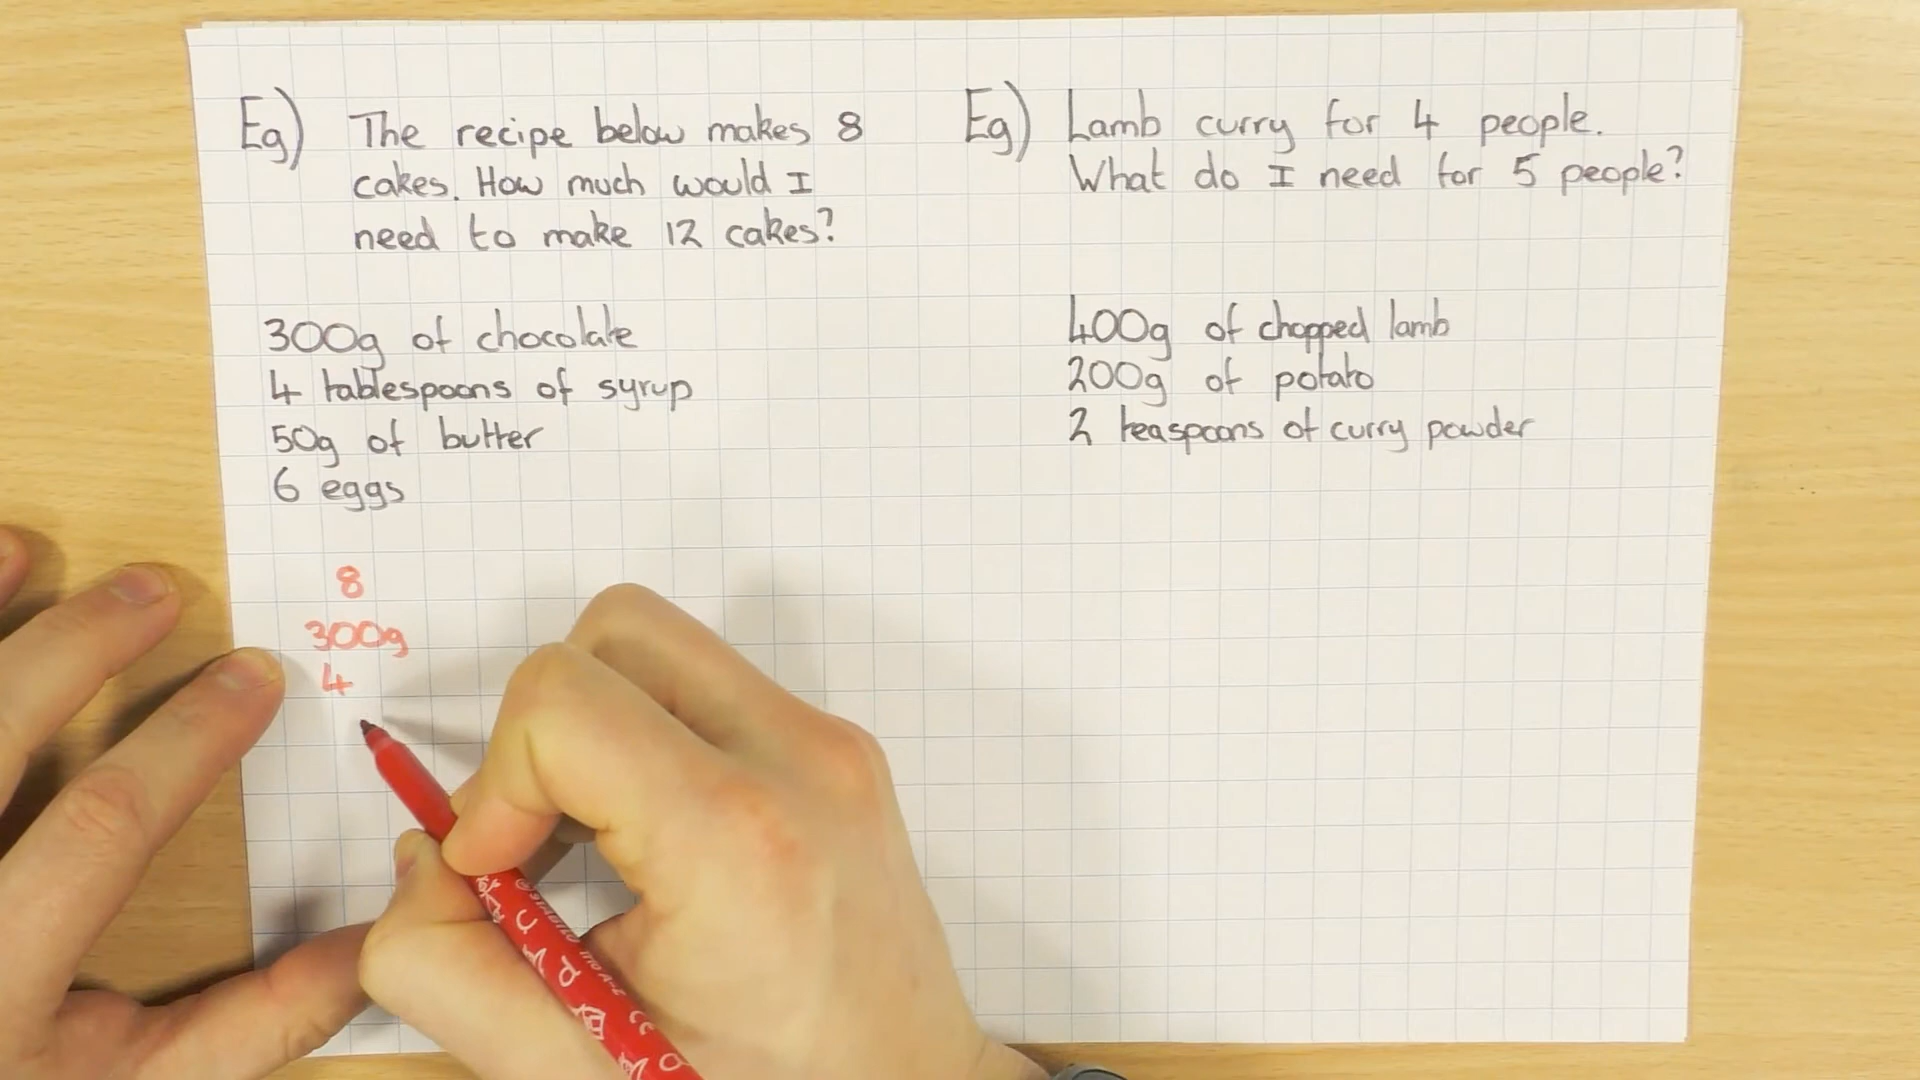 Eg) The recipe below makes 8
cakes. How much would I
need to make 12 cakes?
300g of chocolate
4 tablespoons of syrup
50g of butter
6 eggs
8
300g
4
Eg) Lamb curry for 4 people.
What do I need for 5 people?
400g of chopped lamb
200g of potato
2 teaspoons of curry powder